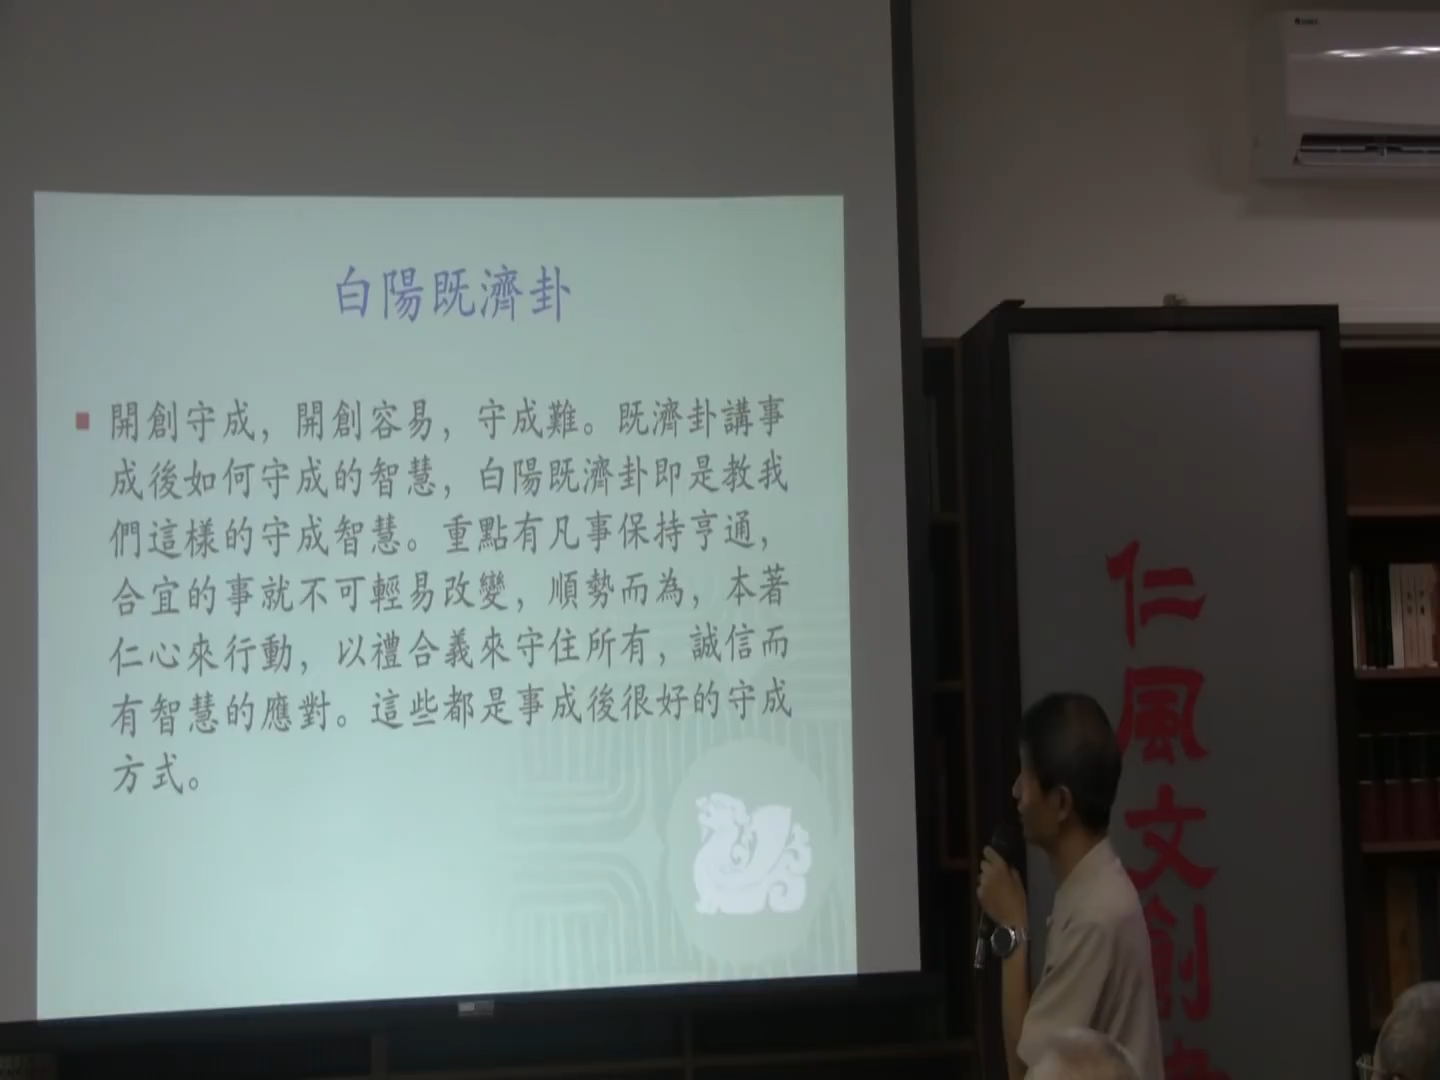 白陽既濟卦
開創守成，開創容易，守成難。既濟卦講事
成後如何守成的智慧，白陽既濟卦即是教我
們這樣的守成智慧。重點有凡事保持亨通，
合宜的事就不可輕易改變，順勢而為，本著
仁心來行動，以禮合義來守住所有，誠信而
有智慧的應對。這些都是事成後很好的守成
方式。
仁風文創